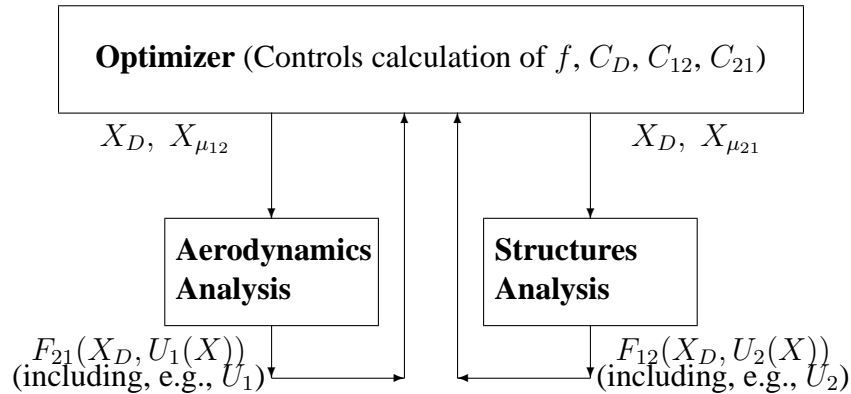 Optimizer (Controls calculation of f, C_D, C_12, C_21)
X_D, X_μ12
X_D, X_μ21
Aerodynamics
Analysis
Structures
Analysis
F_21(X_D, U_1(X))
(including, e.g., U_1)
F_12(X_D, U_2(X))
(including, e.g., U_2)